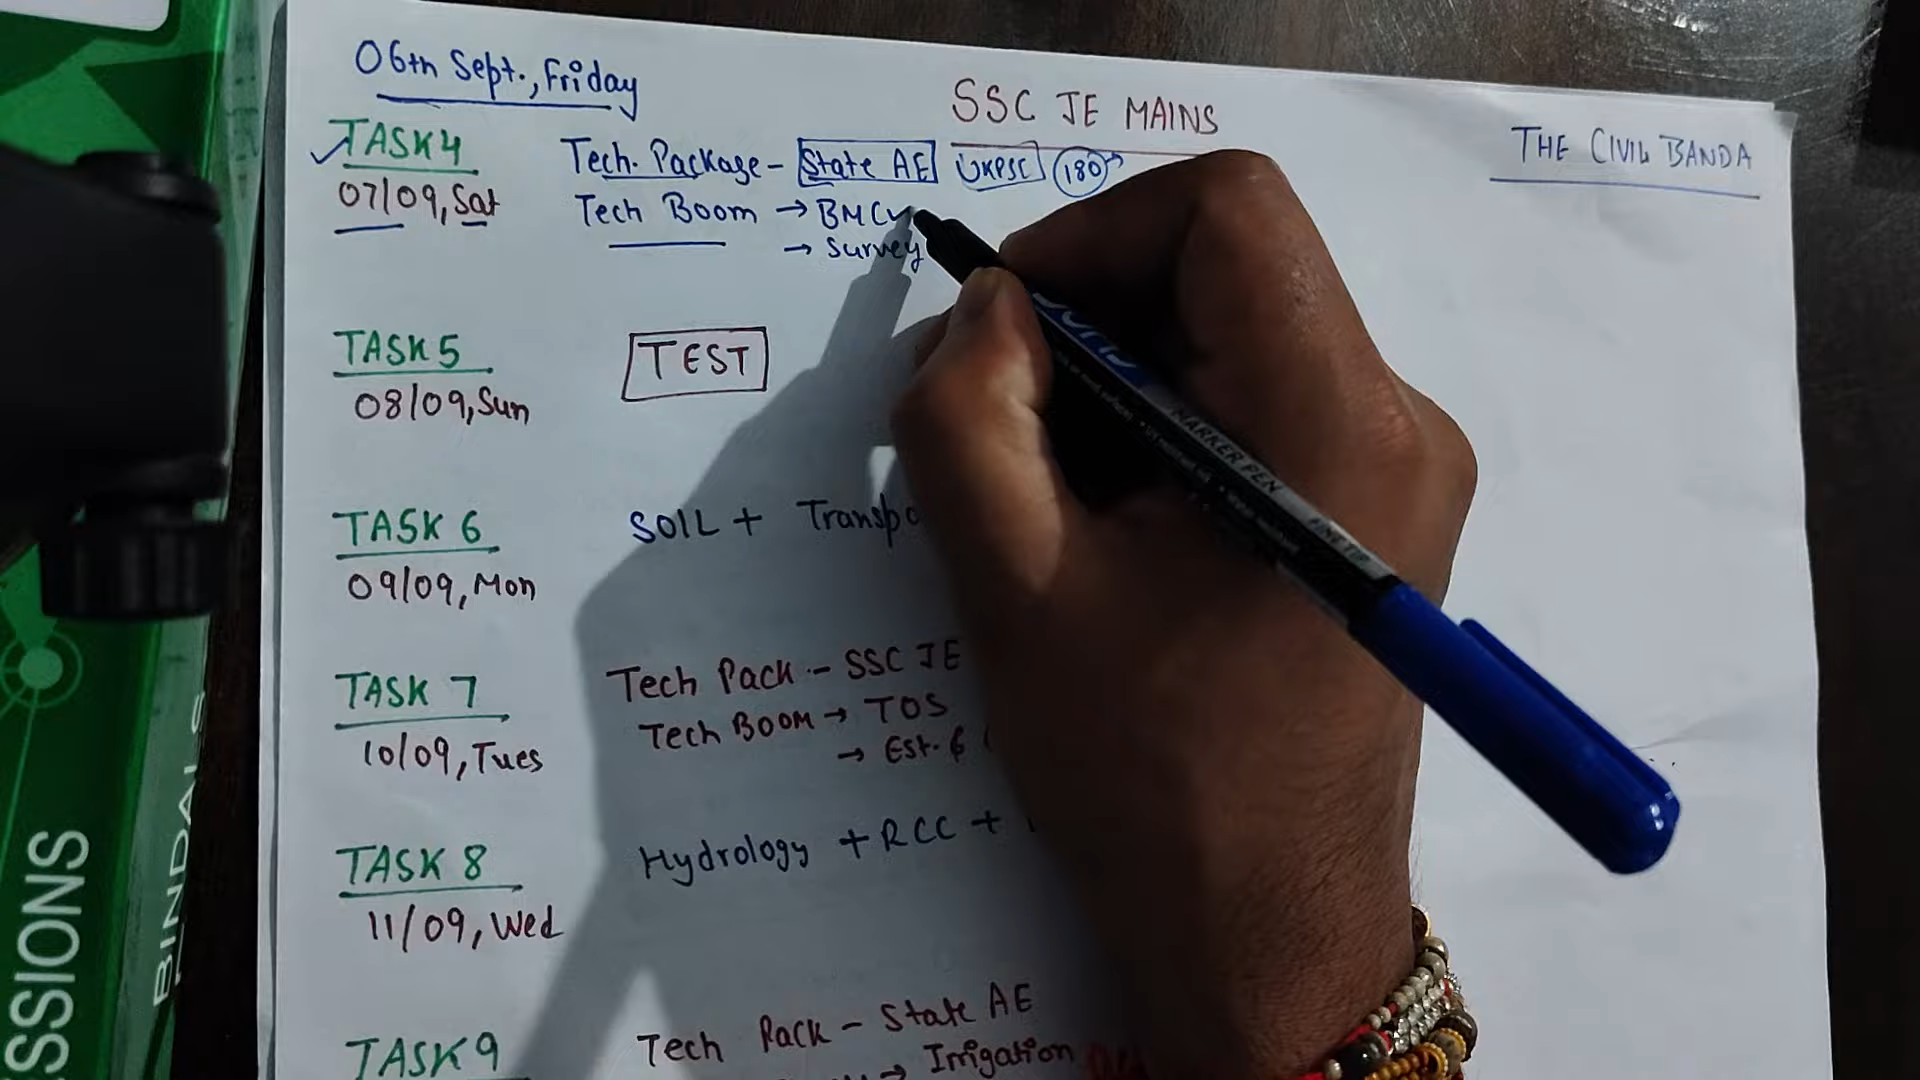 06th Sept., Friday
SSC JE MAINS
THE CIVIL BANDA
TASK 4
07/09, Sat
Tech. Package - State AE UKPSC 180
Tech Boom → BMC
→ Survey
TASK 5
08/09, Sun
TEST
TASK 6
09/09, Mon
SOIL + Transpo
TASK 7
10/09, Tues
Tech Pack - SSC JE
Tech BOOM → TOS
→ Est. &
TASK 8
11/09, Wed
Hydrology + RCC +
TASK 9
Tech Pack - State AE
→ Irrigation
MARKER PEN
FINE TIP
BINDALS
SSIONS